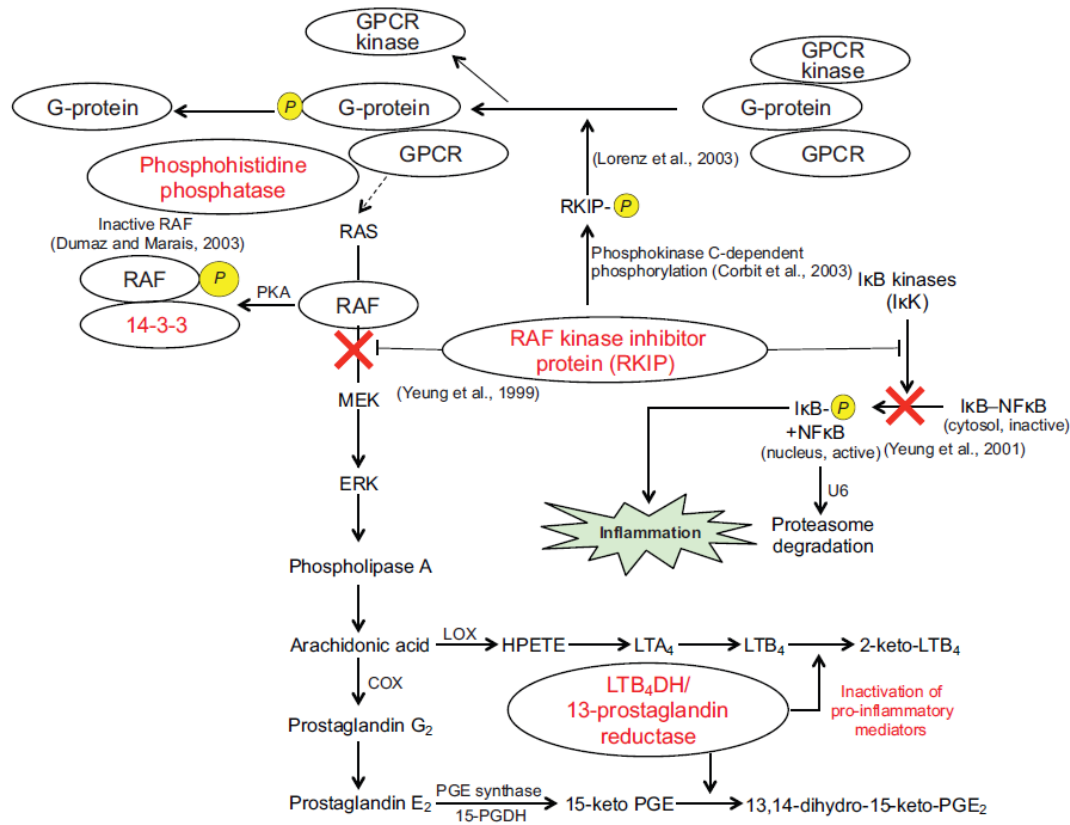 GPCR
kinase
GPCR
kinase
G-protein
P
G-protein
G-protein
GPCR
GPCR
(Lorenz et al., 2003)
Phosphohistidine
phosphatase
RKIP-
P
Inactive RAF
(Dumaz and Marais, 2003)
RAS
Phosphokinase C-dependent
phosphorylation (Corbit et al., 2003)
RAF
P
14-3-3
PKA
RAF
IκB kinases
(IκK)
RAF kinase inhibitor
protein (RKIP)
MEK
(Yeung et al., 1999)
IκB-
P
+NFκB
(nucleus, active)
IκB–NFκB
(cytosol, inactive)
(Yeung et al., 2001)
ERK
U6
Inflammation
Proteasome
degradation
Phospholipase A
Arachidonic acid
LOX
HPETE
LTA4
LTB4
2-keto-LTB4
COX
LTB4DH/
13-prostaglandin
reductase
Inactivation of
pro-inflammatory
mediators
Prostaglandin G2
Prostaglandin E2
PGE synthase
15-PGDH
15-keto PGE
13,14-dihydro-15-keto-PGE2